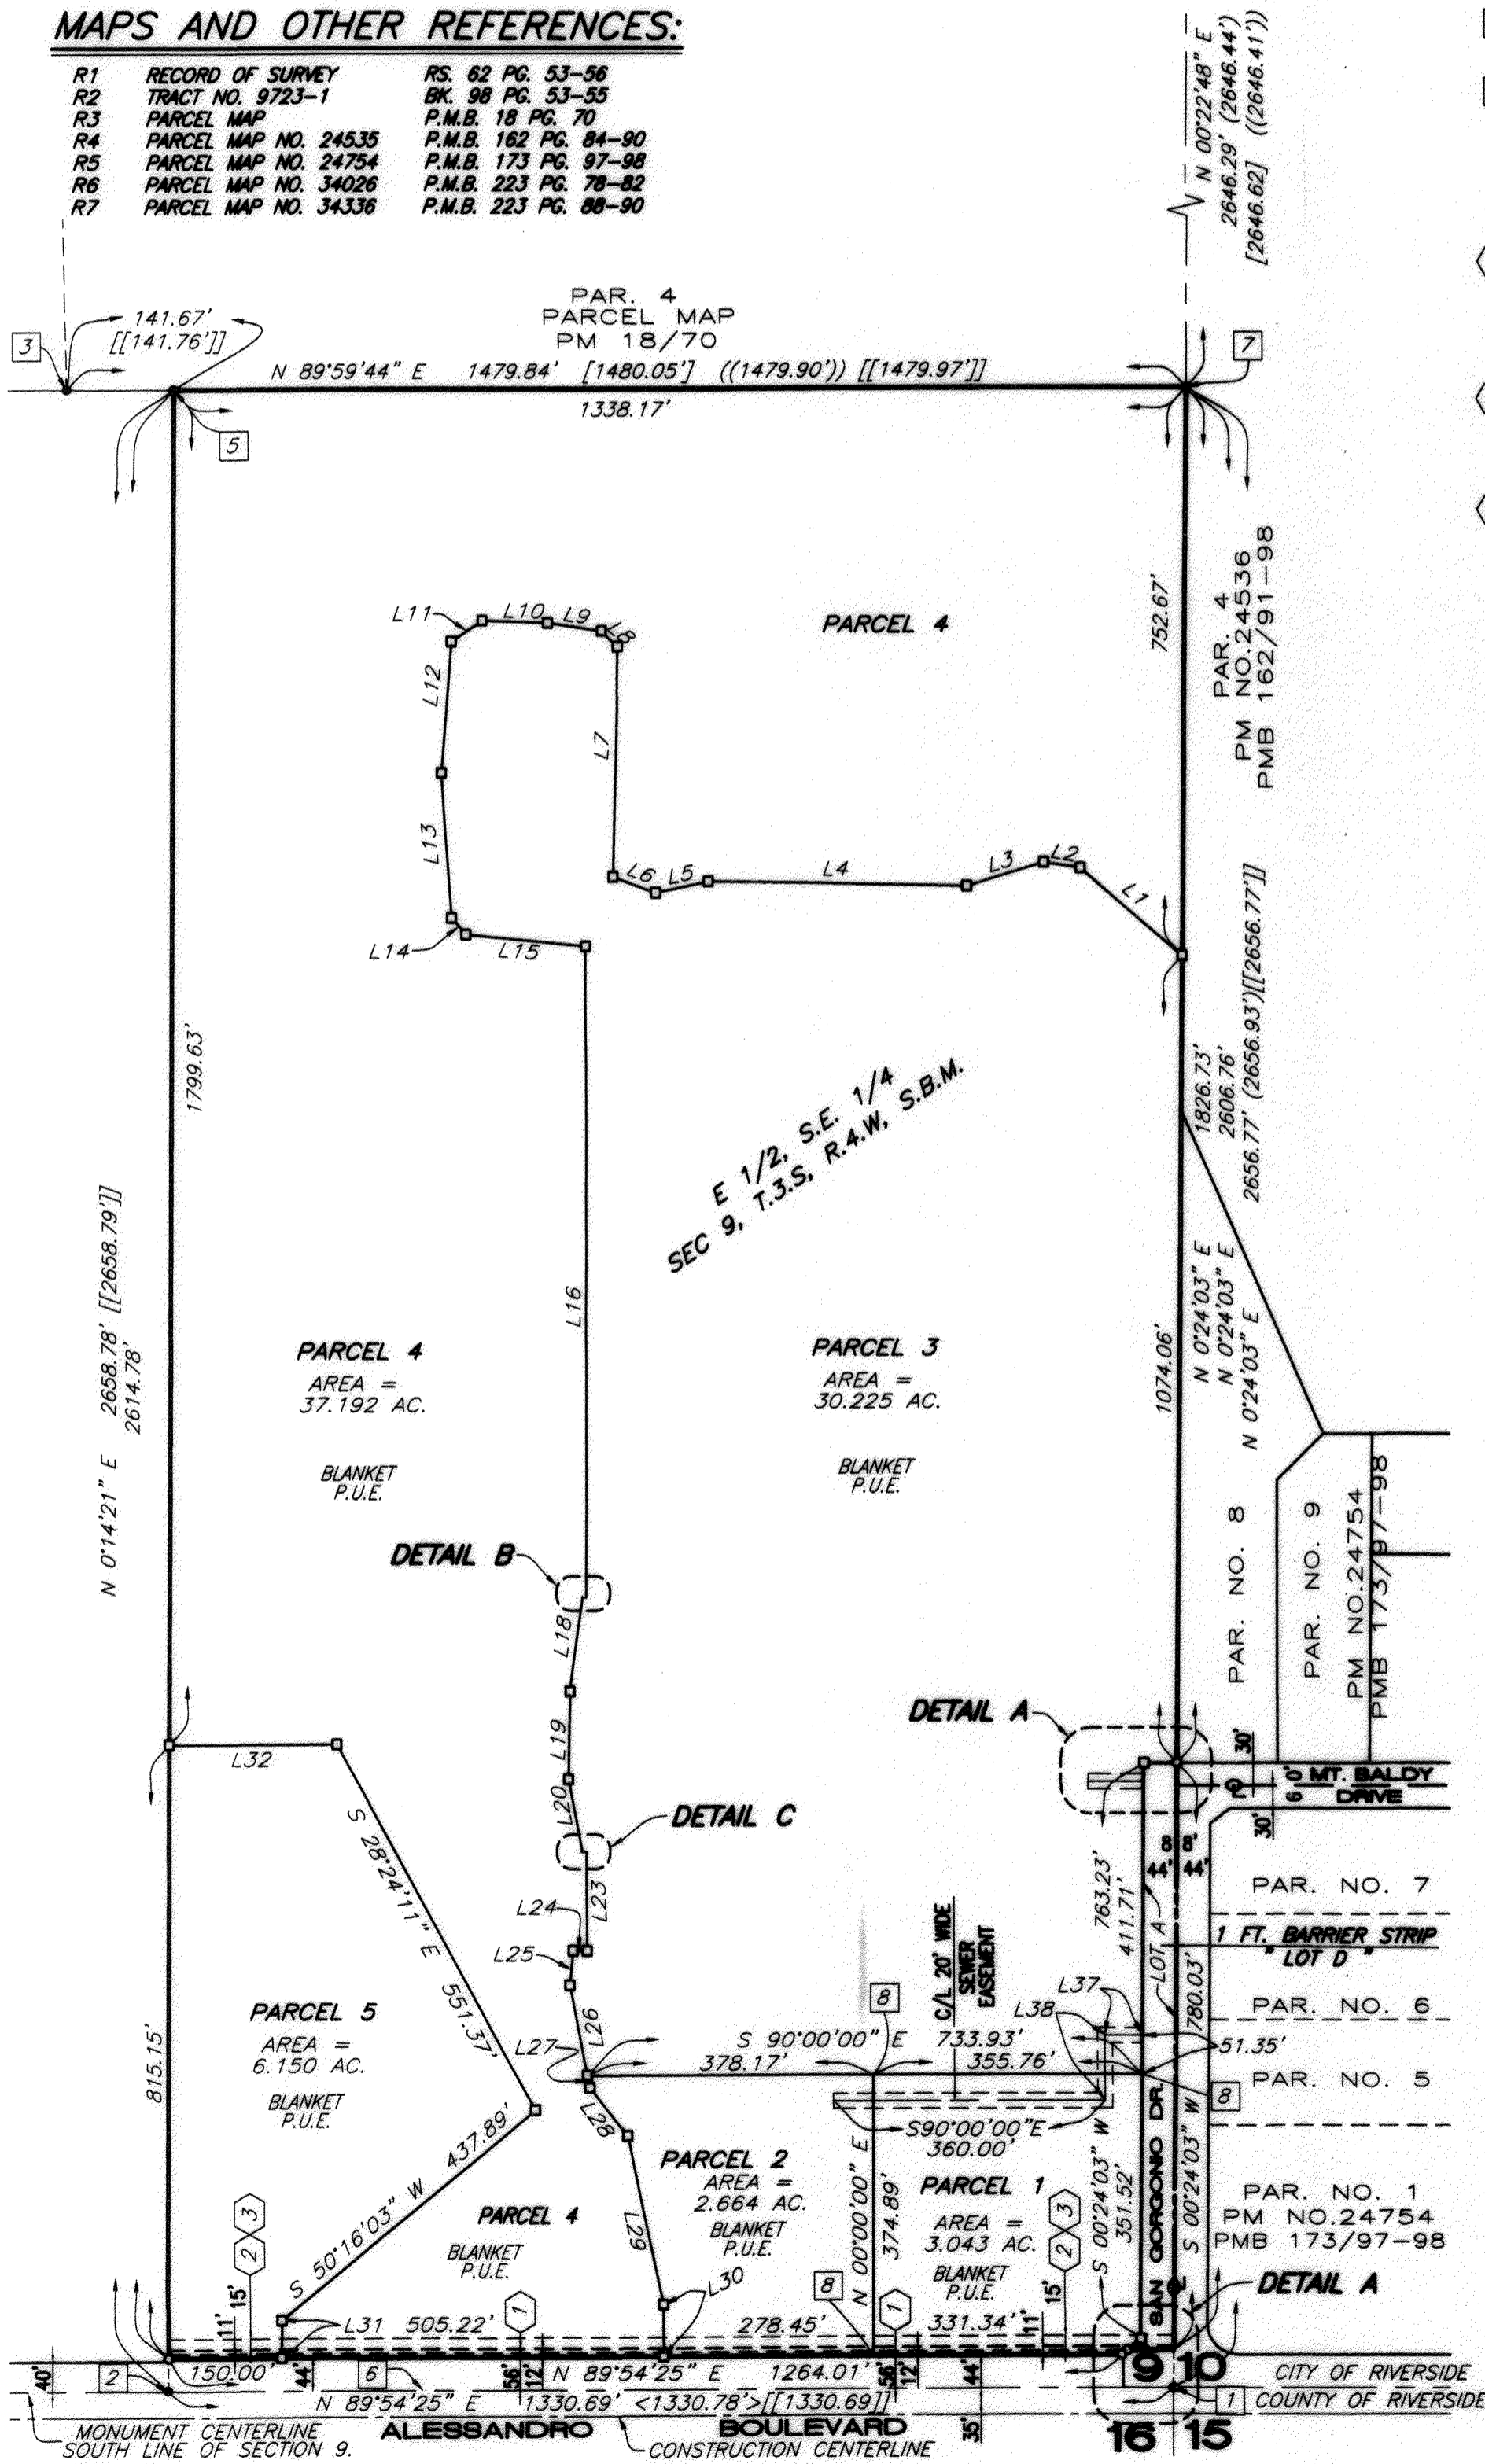 MAPS AND OTHER REFERENCES:
R1 RECORD OF SURVEY RS. 62 PG. 53-56
R2 TRACT NO. 9723-1 BK. 98 PG. 53-55
R3 PARCEL MAP P.M.B. 18 PG. 70
R4 PARCEL MAP NO. 24535 P.M.B. 162 PG. 84-90
R5 PARCEL MAP NO. 24754 P.M.B. 173 PG. 97-98
R6 PARCEL MAP NO. 34026 P.M.B. 223 PG. 78-82
R7 PARCEL MAP NO. 34336 P.M.B. 223 PG. 88-90
N 00°22'48" E
2646.29' (2646.44')
[2646.62] ((2646.41'))
PAR. 4
PARCEL MAP
PM 18/70
141.67'
[[141.76']]
3
7
N 89°59'44" E 1479.84' [1480.05'] ((1479.90')) [[1479.97']]
1338.17'
5
752.67'
PAR. 4
PM NO.24536
PMB 162/91-98
PARCEL 4
L11
L10
L9
L8
L12
L7
L13
L6
L5
L4
L3
L2
L1
L14
L15
1799.63'
E 1/2, S.E. 1/4
SEC 9, T.3.S, R.4.W, S.B.M.
1826.73'
2606.76'
2656.77' (2656.93')[[2656.77']]
N 0°24'03" E
N 0°24'03" E
N 0°24'03" E
N 0°14'21" E 2658.78' [[2658.79']]
2614.78'
L16
1074.06'
PARCEL 4
AREA =
37.192 AC.
BLANKET
P.U.E.
PARCEL 3
AREA =
30.225 AC.
BLANKET
P.U.E.
PAR. NO. 8
PAR. NO. 9
PM NO.24754
PMB 173/97-98
DETAIL B
L18
L19
L20
DETAIL A
30'
60'
MT. BALDY
DRIVE
30'
L32
DETAIL C
8' 8'
44' 44'
S 28°24'11" E 551.37'
L23
L24
L25
L26
L27
L28
763.23'
411.71'
LOT A
780.03'
PAR. NO. 7
1 FT. BARRIER STRIP
" LOT D "
PAR. NO. 6
C/L 20' WIDE
SEWER
EASEMENT
L37
L38
8
51.35'
PARCEL 5
AREA =
6.150 AC.
BLANKET
P.U.E.
815.15'
S 90°00'00" E 733.93'
378.17'
355.76'
PAR. NO. 5
8
S90°00'00"E
360.00'
S 50°16'03" W 437.89'
PARCEL 2
AREA =
2.664 AC.
BLANKET
P.U.E.
N 00°00'00" E
374.89'
PARCEL 1
AREA =
3.043 AC.
BLANKET
P.U.E.
S 00°24'03" W
351.52'
SAN GORGONIO DR.
S 00°24'03" W
PAR. NO. 1
PM NO.24754
PMB 173/97-98
PARCEL 4
BLANKET
P.U.E.
L29
L30
8
DETAIL A
3
2
11' 15'
L31
505.22'
1
278.45'
1
331.34'
3
2
11' 15'
40'
2
150.00'
44'
6
56'
12'
N 89°54'25" E 1264.01'
56'
12'
44'
9 10
CITY OF RIVERSIDE
N 89°54'25" E 1330.69' <1330.78'>[[1330.69]]
1
COUNTY OF RIVERSIDE
MONUMENT CENTERLINE
SOUTH LINE OF SECTION 9.
ALESSANDRO BOULEVARD
CONSTRUCTION CENTERLINE
35'
16 15